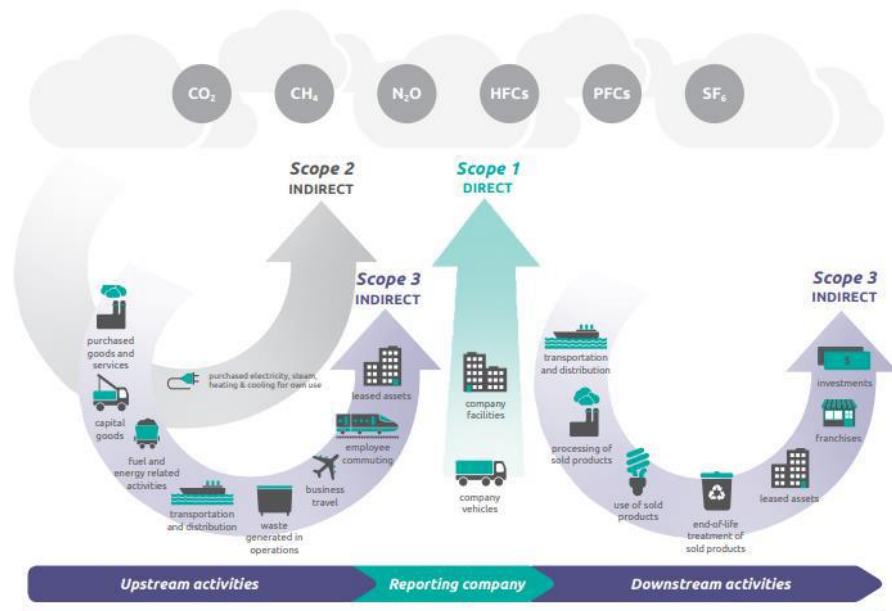 CO₂
CH₄
N₂O
HFCs
PFCs
SF₆
Scope 2
INDIRECT
Scope 1
DIRECT
Scope 3
INDIRECT
Scope 3
INDIRECT
purchased
goods and
services
capital
goods
fuel and
energy related
activities
transportation
and distribution
waste
generated in
operations
business
travel
employee
commuting
leased assets
purchased electricity, steam,
heating & cooling for own use
company
facilities
company
vehicles
transportation
and distribution
processing of
sold products
use of sold
products
end-of-life
treatment of
sold products
leased assets
franchises
investments
$
Upstream activities
Reporting company
Downstream activities